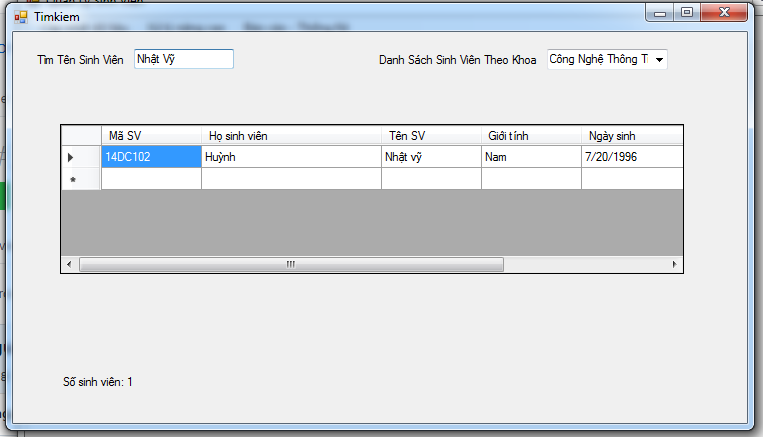 Timkiem
Tìm Tên Sinh Viên Nhật Vỹ Danh Sách Sinh Viên Theo Khoa Công Nghệ Thông T
Mã SV Họ sinh viên Tên SV Giới tính Ngày sinh
14DC102 Huỳnh Nhật vỹ Nam 7/20/1996
Số sinh viên: 1